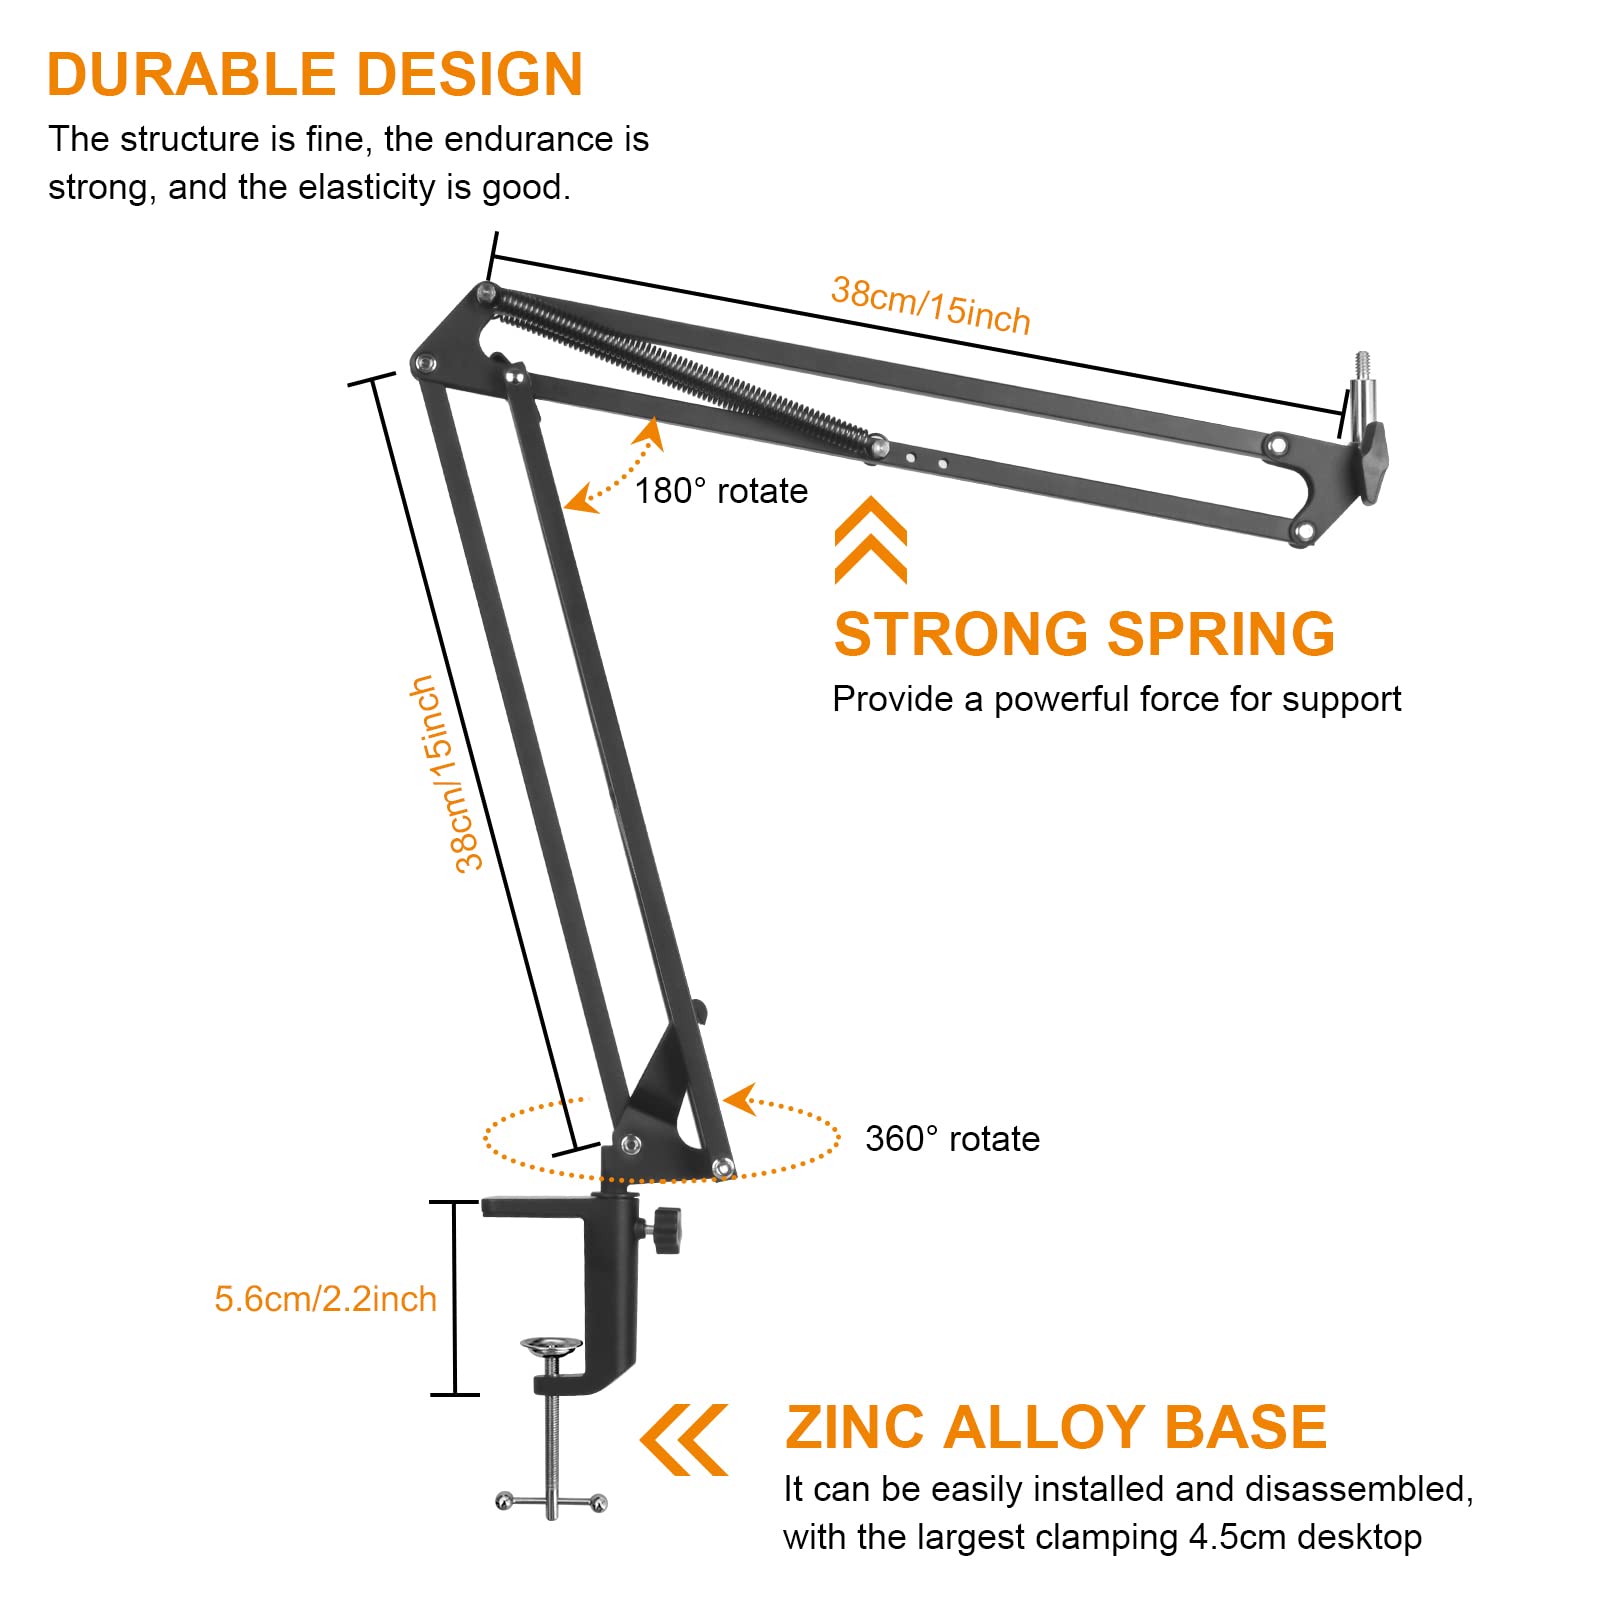 DURABLE DESIGN
The structure is fine, the endurance is
strong, and the elasticity is good.
38cm/15inch
180° rotate
STRONG SPRING
Provide a powerful force for support
38cm/15inch
360° rotate
5.6cm/2.2inch
ZINC ALLOY BASE
It can be easily installed and disassembled,
with the largest clamping 4.5cm desktop